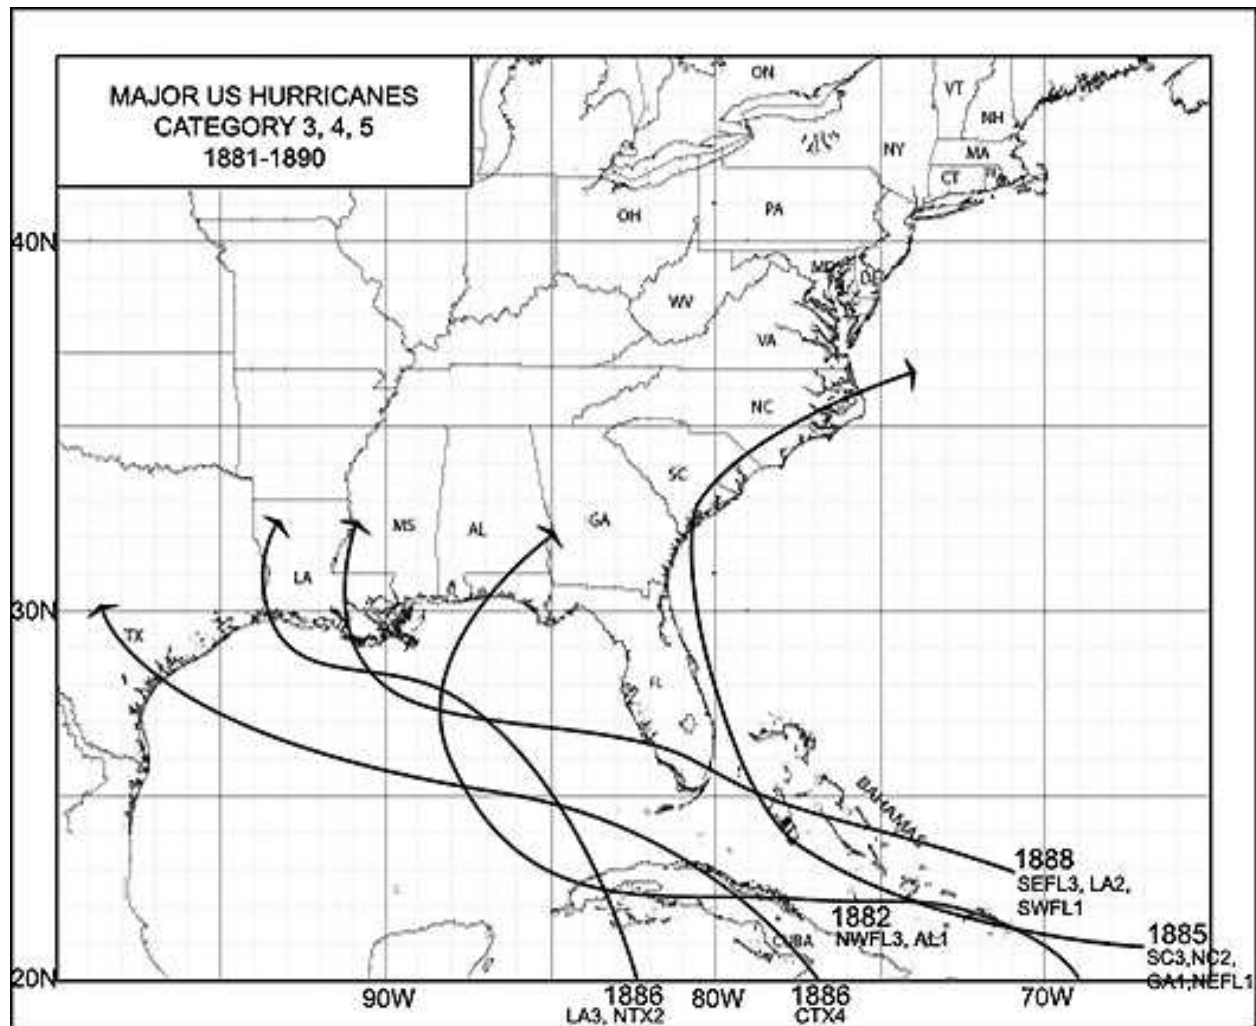 MAJOR US HURRICANES
CATEGORY 3, 4, 5
1881-1890
ON
VT
NH
NY
MA
CT
PA
OH
40N
WV
VA
NC
SC
GA
MS
AL
LA
30N
TX
FL
BAHAMAS
1888
SEFL3, LA2,
SWFL1
1882
NWFL3, AL1
CUBA
1885
SC3,NC2,
GA1,NEFL1
20N
90W
1886
LA3, NTX2
80W
1886
CTX4
70W